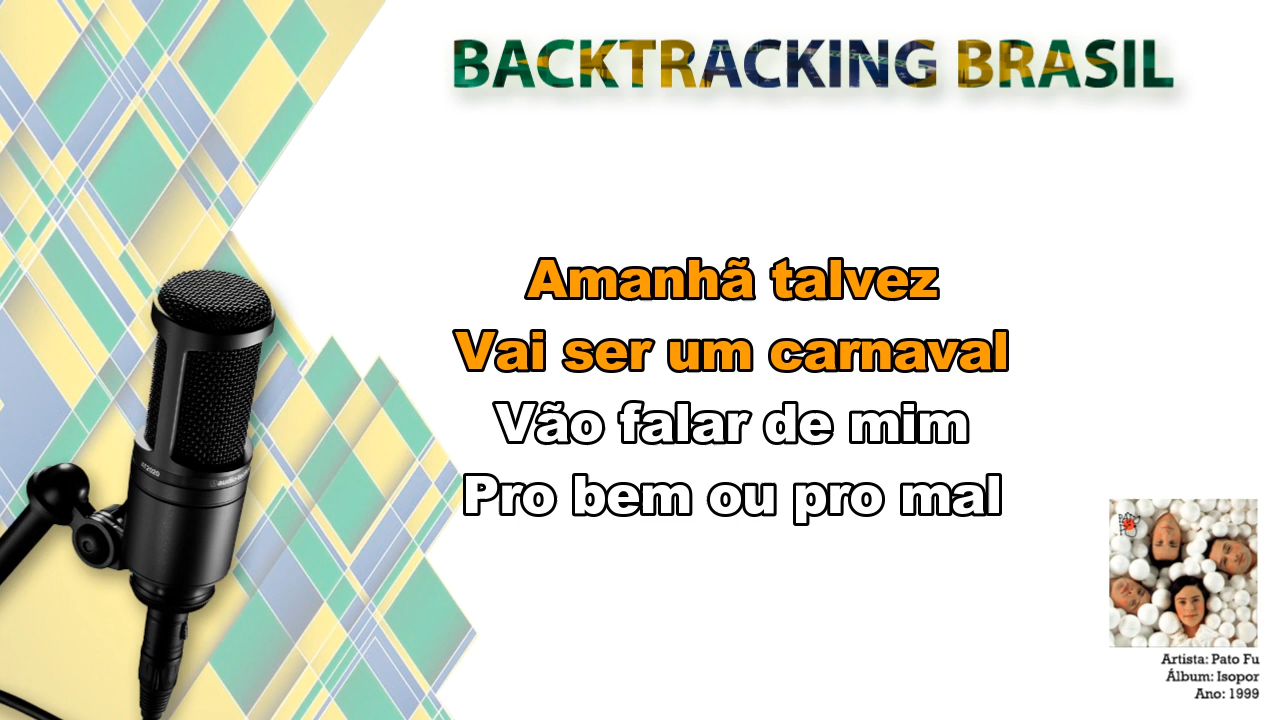 BACKTRACKING BRASIL
Amanhã talvez
Vai ser um carnaval
Vão falar de mim
Pro bem ou pro mal
AT2020
Artista: Pato Fu
Álbum: Isopor
Ano: 1999